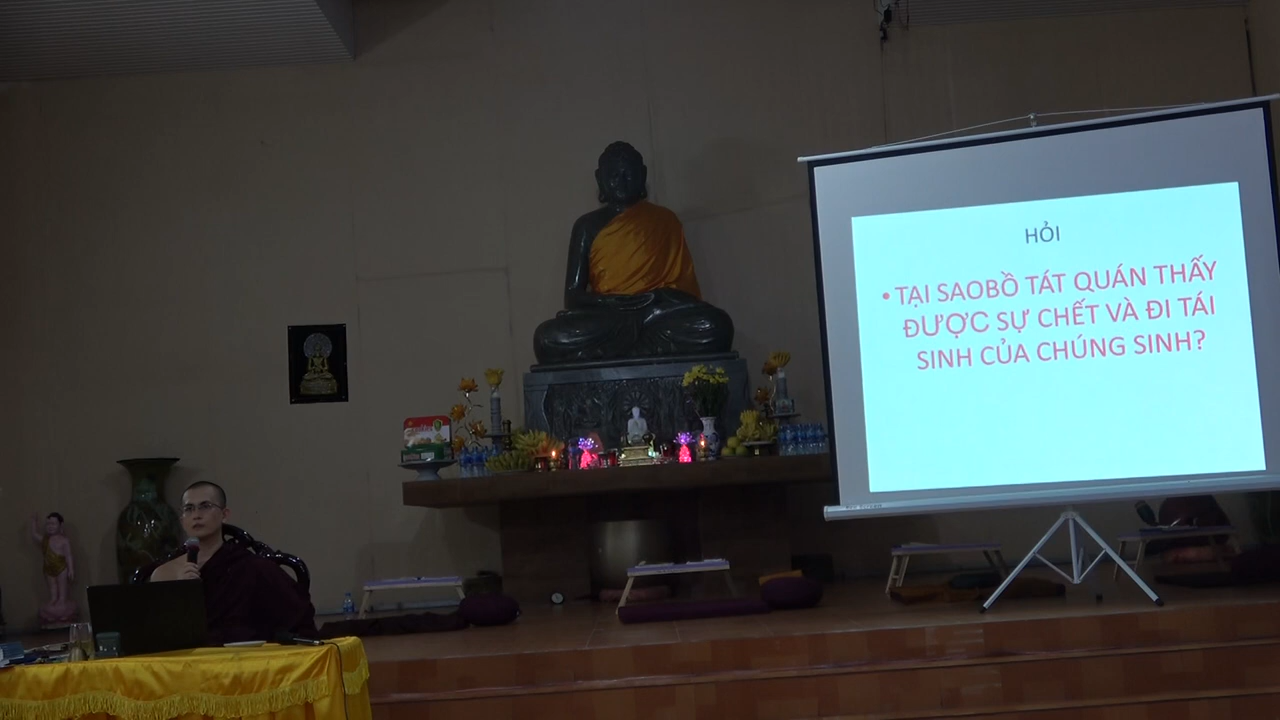 HỎI
• TẠI SAOBỒ TÁT QUÁN THẤY
ĐƯỢC SỰ CHẾT VÀ ĐI TÁI
SINH CỦA CHÚNG SINH?